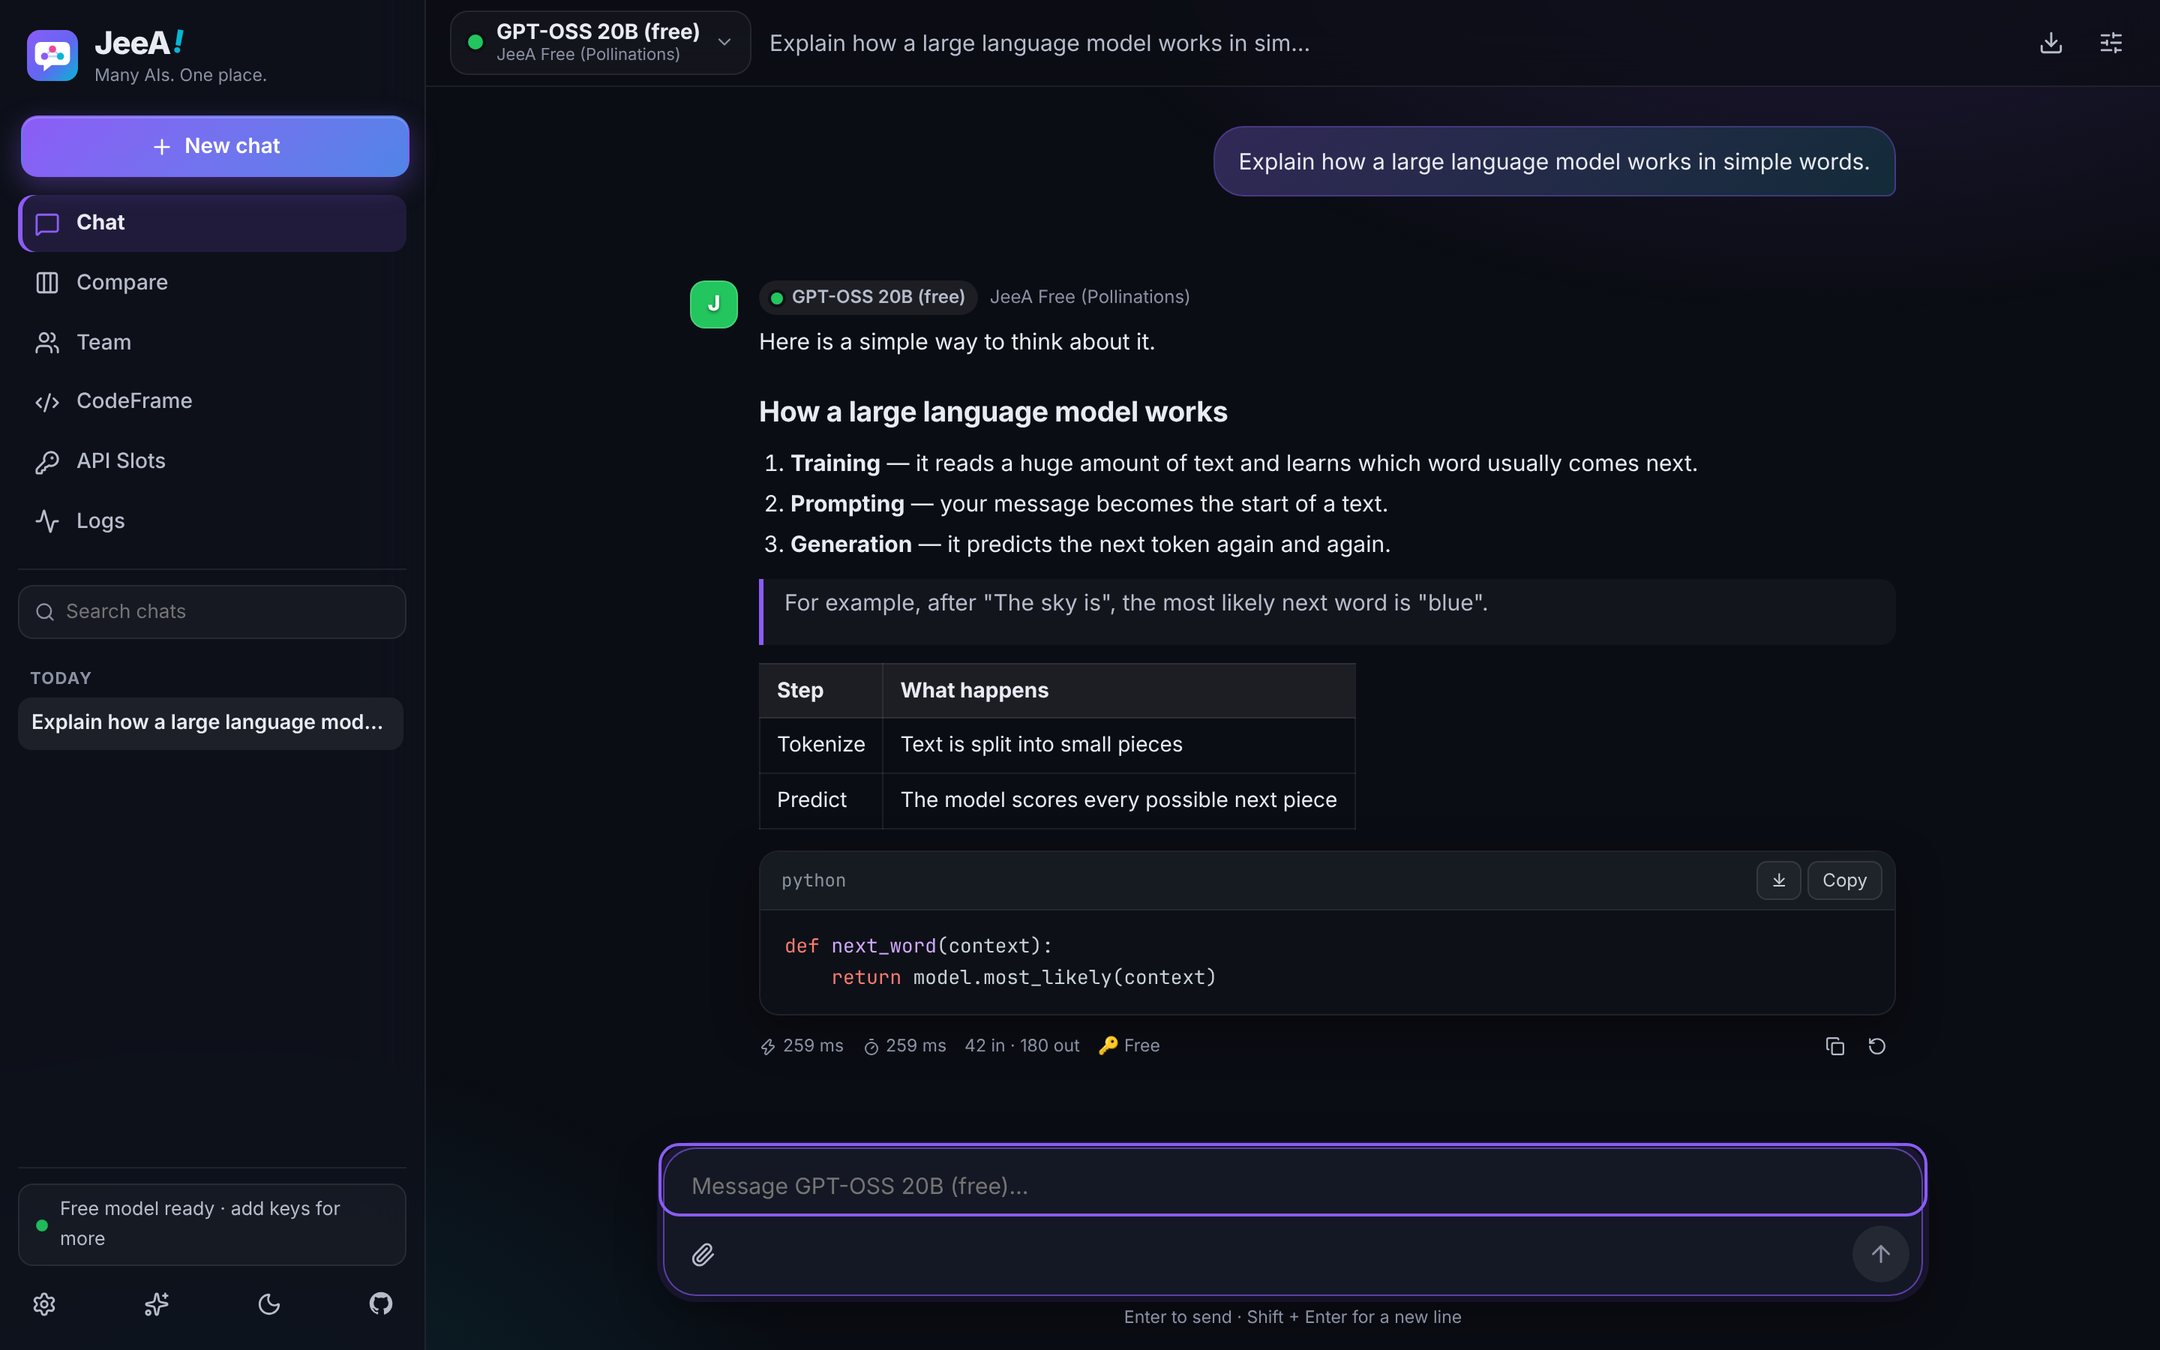 JeeA!
Many AIs. One place.
New chat
Chat
Compare
Team
CodeFrame
API Slots
Logs
Search chats
TODAY
Explain how a large language mod...
Free model ready · add keys for
more
GPT-OSS 20B (free)
JeeA Free (Pollinations)
Explain how a large language model works in sim...
Explain how a large language model works in simple words.
J
GPT-OSS 20B (free) JeeA Free (Pollinations)
Here is a simple way to think about it.
How a large language model works
1. Training — it reads a huge amount of text and learns which word usually comes next.
2. Prompting — your message becomes the start of a text.
3. Generation — it predicts the next token again and again.
For example, after "The sky is", the most likely next word is "blue".
Step What happens
Tokenize Text is split into small pieces
Predict The model scores every possible next piece
python Copy
def next_word(context):
    return model.most_likely(context)
259 ms 259 ms 42 in · 180 out 🔑 Free
Message GPT-OSS 20B (free)...
Enter to send · Shift + Enter for a new line